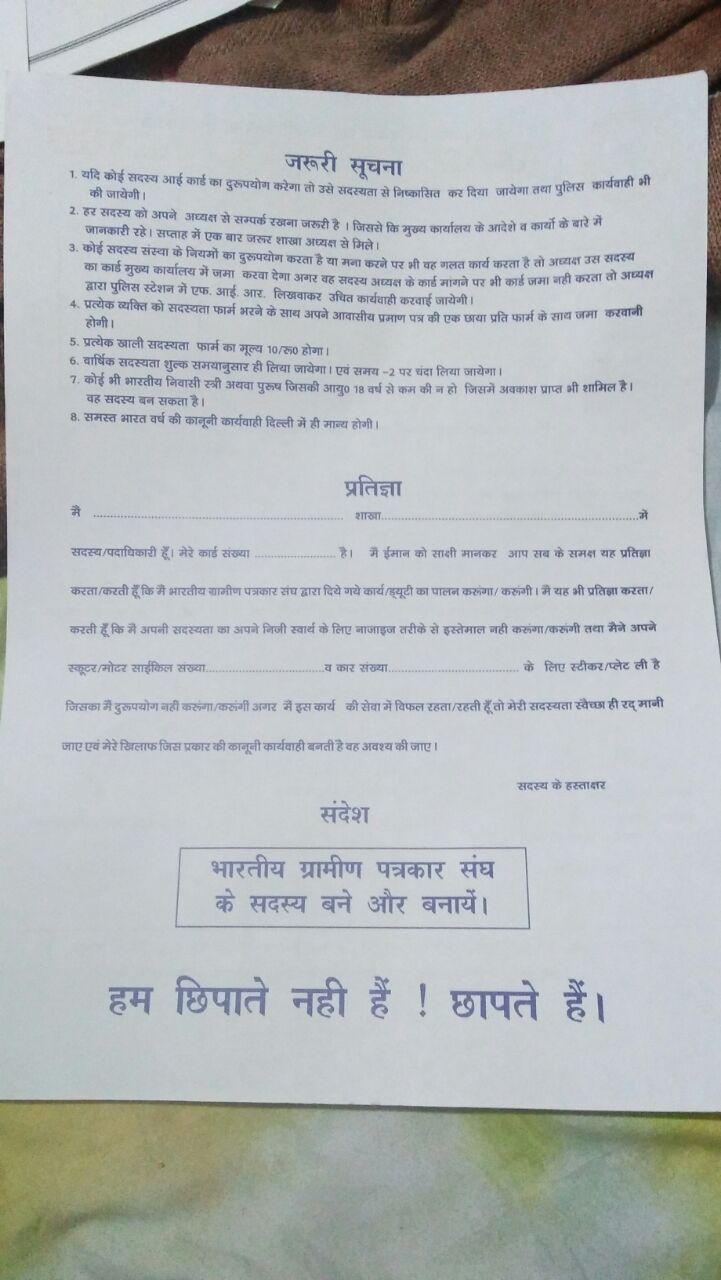 जरूरी सूचना
1. यदि कोई सदस्य आई कार्ड का दुरूपयोग करेगा तो उसे सदस्यता से निष्कासित कर दिया जायेगा तथा पुलिस कार्यवाही भी
की जायेगी।
2. हर सदस्य को अपने अध्यक्ष से सम्पर्क रखना जरूरी है । जिससे कि मुख्य कार्यालय के आदेशे व कार्यो के बारे में
जानकारी रहे। सप्ताह में एक बार जरूर शाखा अध्यक्ष से मिले।
3. कोई सदस्य संस्था के नियमों का दुरूपयोग करता है या मना करने पर भी वह गलत कार्य करता है तो अध्यक्ष उस सदस्य
का कार्ड मुख्य कार्यालय में जमा करवा देगा अगर वह सदस्य अध्यक्ष के कार्ड मांगने पर भी कार्ड जमा नही करता तो अध्यक्ष
द्वारा पुलिस स्टेशन में एफ. आई. आर. लिखवाकर उचित कार्यवाही करवाई जायेगी।
4. प्रत्येक व्यक्ति को सदस्यता फार्म भरने के साथ अपने आवासीय प्रमाण पत्र की एक छाया प्रति फार्म के साथ जमा करवानी
होगी।
5. प्रत्येक खाली सदस्यता फार्म का मूल्य 10/रू0 होगा।
6. वार्षिक सदस्यता शुल्क समयानुसार ही लिया जायेगा। एवं समय –2 पर चंदा लिया जायेगा।
7. कोई भी भारतीय निवासी स्त्री अथवा पुरूष जिसकी आयु0 18 वर्ष से कम की न हो जिसमें अवकाश प्राप्त भी शामिल है।
वह सदस्य बन सकता है।
8. समस्त भारत वर्ष की कानूनी कार्यवाही दिल्ली में ही मान्य होगी।
प्रतिज्ञा
मै ........................................ शाखा........................................में
सदस्य/पदाधिकारी हूँ। मेरे कार्ड संख्या ...................... है। मै ईमान को साक्षी मानकर आप सब के समक्ष यह प्रतिज्ञा
करता/करती हूँ कि मै भारतीय ग्रामीण पत्रकार संघ द्वारा दिये गये कार्य/ड्यूटी का पालन करूंगा/ करूंगी। मै यह भी प्रतिज्ञा करता/
करती हूँ कि मै अपनी सदस्यता का अपने निजी स्वार्थ के लिए नाजाइज तरीके से इस्तेमाल नही करूंगा/करूंगी तथा मैने अपने
स्कूटर/मोटर साईकिल संख्या..............................व कार संख्या.................................. के लिए स्टीकर/प्लेट ली है
जिसका मै दुरूपयोग नहीं करूंगा/करूंगी अगर मै इस कार्य की सेवा में विफल रहता/रहती हूँ तो मेरी सदस्यता स्वैच्छा ही रद् मानी
जाए एवं मेरे खिलाफ जिस प्रकार की कानूनी कार्यवाही बनती है वह अवश्य की जाए।
सदस्य के हस्ताक्षर
संदेश
भारतीय ग्रामीण पत्रकार संघ
के सदस्य बने और बनायें।
हम छिपाते नही हैं ! छापते हैं।